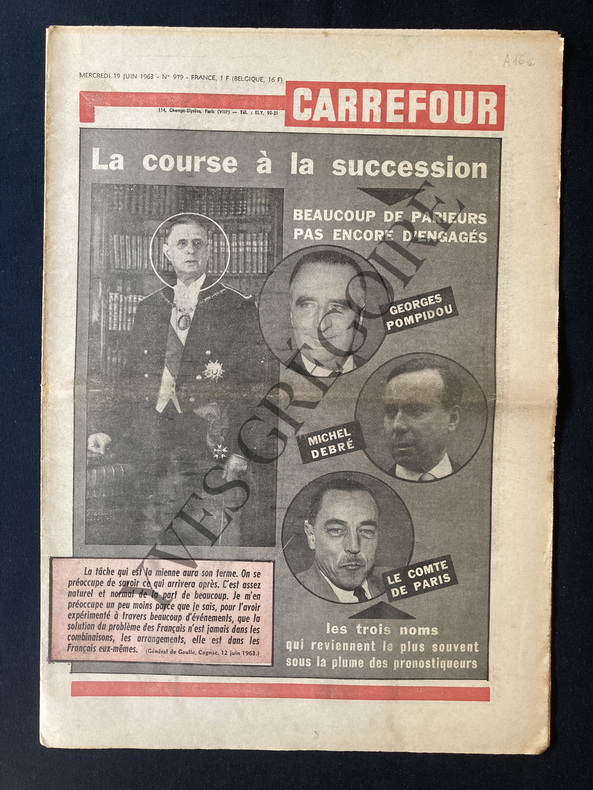 A16c
MERCREDI 19 JUIN 1963 - N° 979 - FRANCE, 1 F (BELGIQUE, 16 F)
114, Champs-Elysées, Paris (VIIIe) — Tél. : ELY.
CARREFOUR
La course à la succession
BEAUCOUP DE PARIEURS
PAS ENCORE D'ENGAGÉS
GEORGES
POMPIDOU
MICHEL
DEBRÉ
LE COMTE
DE PARIS
La tâche qui est la mienne aura son terme. On se
préoccupe de savoir ce qui arrivera après. C'est assez
naturel et normal de la part de beaucoup. Je m'en
préoccupe un peu moins parce que je sais, pour l'avoir
expérimenté à travers beaucoup d'événements, que la
solution du problème des Français n'est jamais dans les
combinaisons, les arrangements, elle est dans les
Français eux-mêmes. (Général de Gaulle, Cognac, 12 juin 1963.)
les trois noms
qui reviennent le plus souvent
sous la plume des pronostiqueurs
YVES GRÉGOIRE